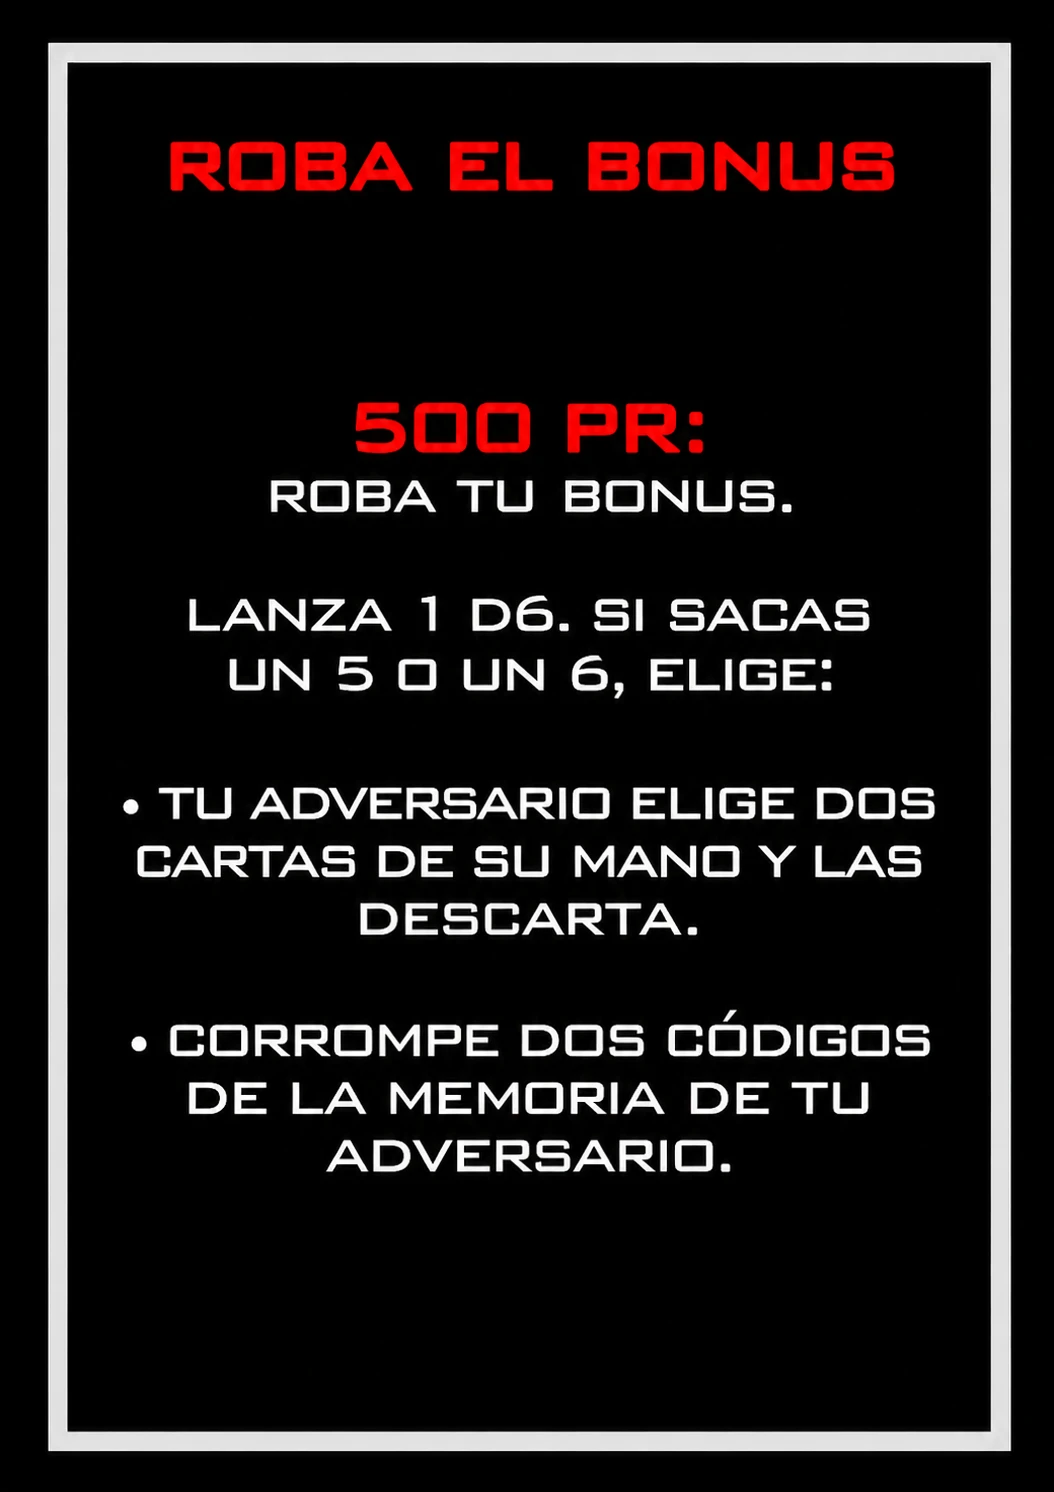 ROBA EL BONUS
500 PR:
ROBA TU BONUS.
LANZA 1 D6. SI SACAS
UN 5 O UN 6, ELIGE:
• TU ADVERSARIO ELIGE DOS
CARTAS DE SU MANO Y LAS
DESCARTA.
• CORROMPE DOS CÓDIGOS
DE LA MEMORIA DE TU
ADVERSARIO.